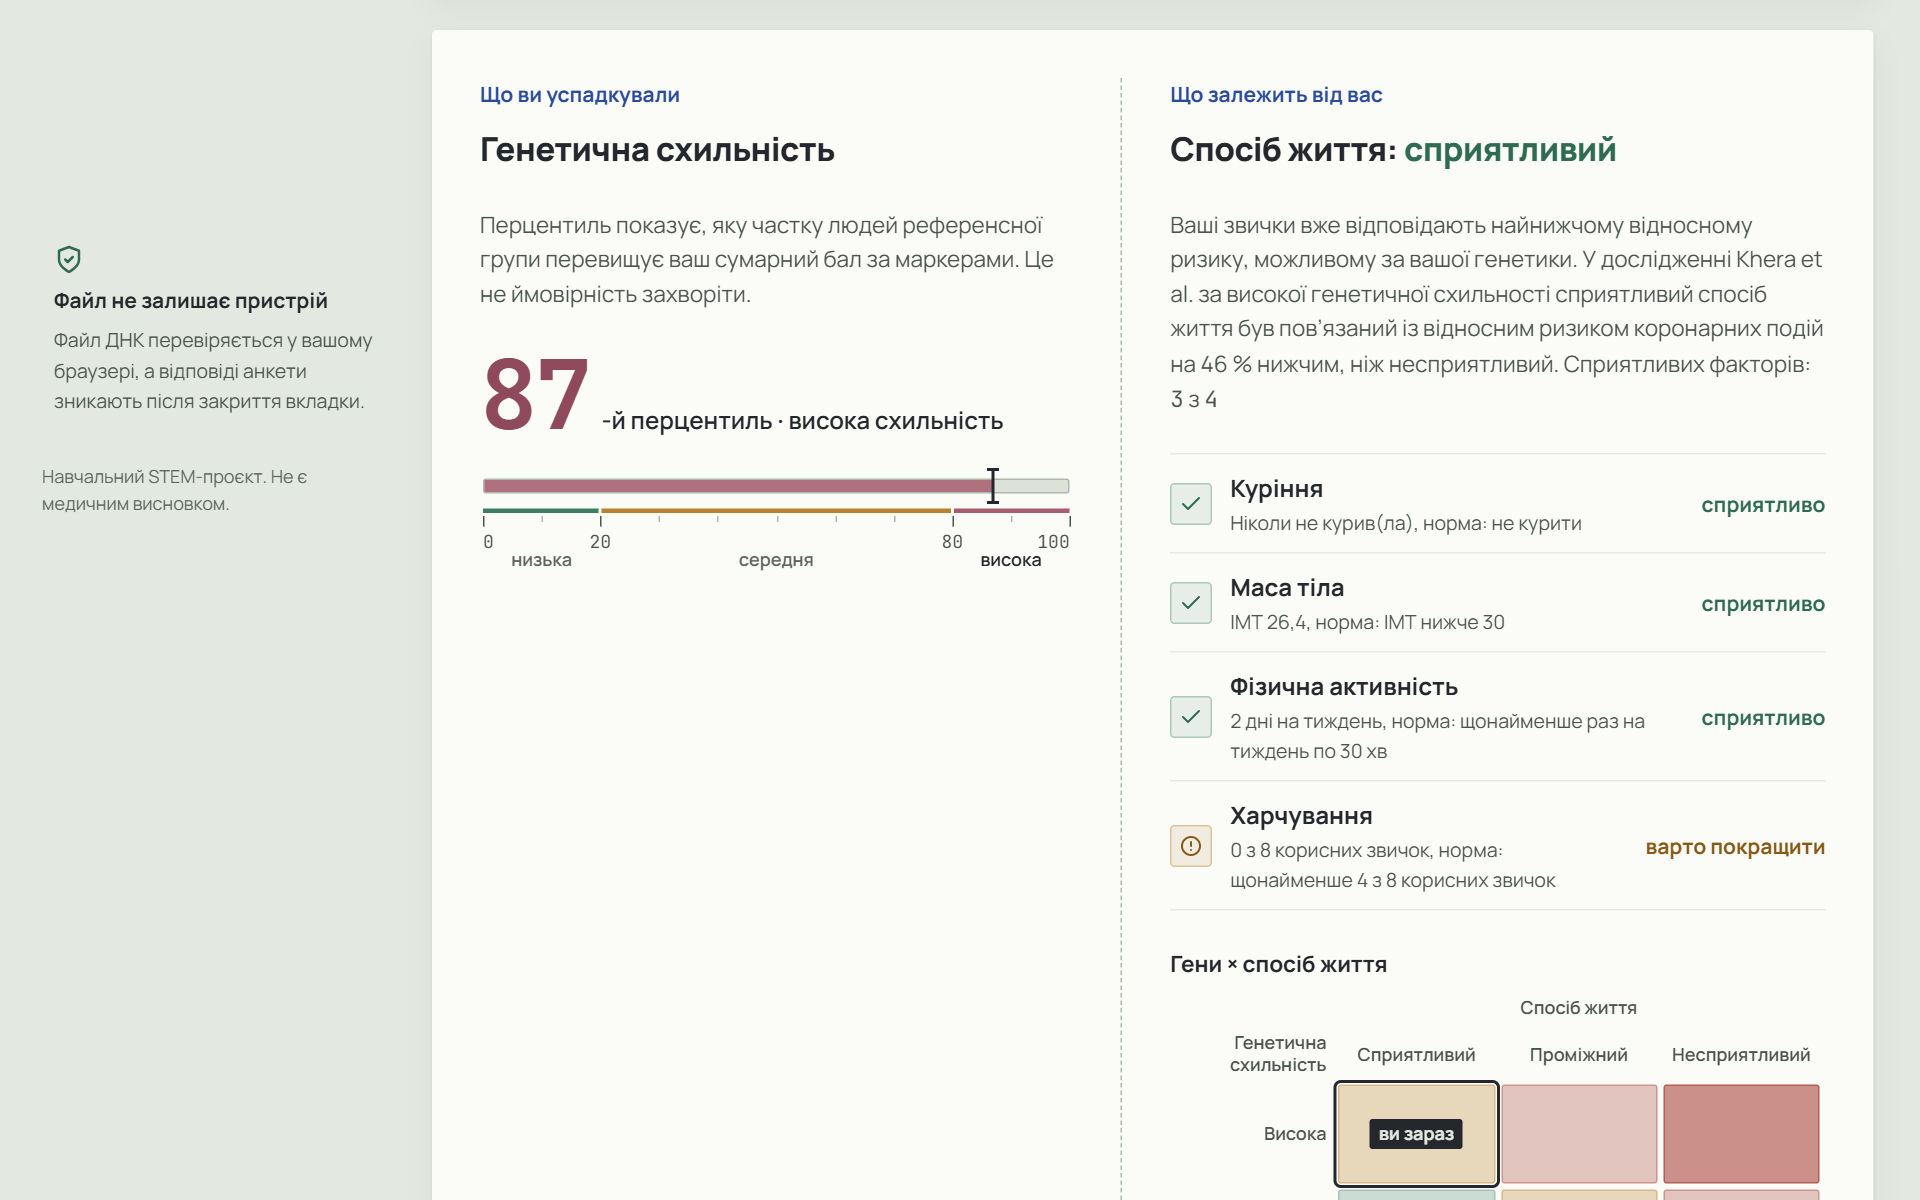 Файл не залишає пристрій
Файл ДНК перевіряється у вашому
браузері, а відповіді анкети
зникають після закриття вкладки.
Навчальний STEM-проєкт. Не є
медичним висновком.
Що ви успадкували
Генетична схильність
Перцентиль показує, яку частку людей референсної
групи перевищує ваш сумарний бал за маркерами. Це
не ймовірність захворіти.
87 -й перцентиль · висока схильність
0 20 80 100
низька середня висока
Що залежить від вас
Спосіб життя: сприятливий
Ваші звички вже відповідають найнижчому відносному
ризику, можливому за вашої генетики. У дослідженні Khera et
al. за високої генетичної схильності сприятливий спосіб
життя був пов’язаний із відносним ризиком коронарних подій
на 46 % нижчим, ніж несприятливий. Сприятливих факторів:
3 з 4
Куріння
Ніколи не курив(ла), норма: не курити
сприятливо
Маса тіла
ІМТ 26,4, норма: ІМТ нижче 30
сприятливо
Фізична активність
2 дні на тиждень, норма: щонайменше раз на
тиждень по 30 хв
сприятливо
Харчування
0 з 8 корисних звичок, норма:
щонайменше 4 з 8 корисних звичок
варто покращити
Гени × спосіб життя
Спосіб життя
Генетична
схильність
Сприятливий Проміжний Несприятливий
Висока
ви зараз